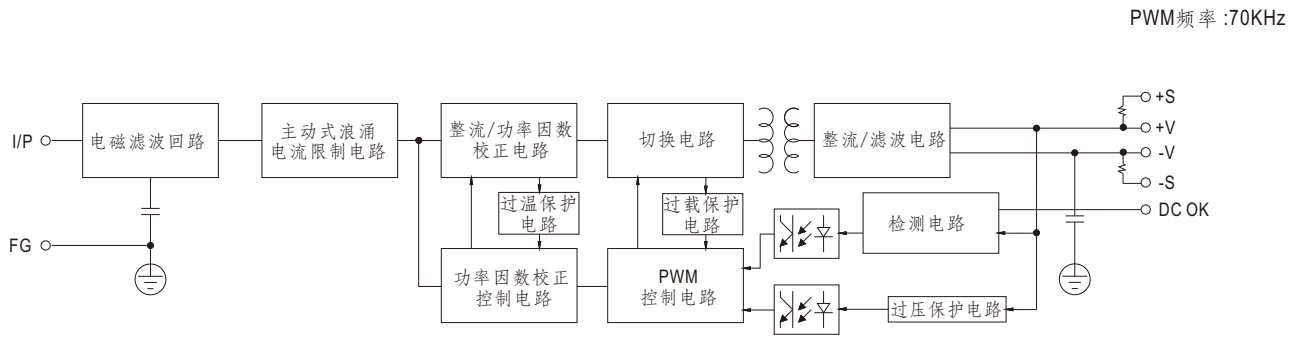 PWM频率 :70KHz
I/P
电磁滤波回路
主动式浪涌
电流限制电路
整流/功率因数
校正电路
切换电路
整流/滤波电路
+S
+V
-V
-S
DC OK
过温保护
电路
过载保护
电路
检测电路
FG
功率因数校正
控制电路
PWM
控制电路
过压保护电路